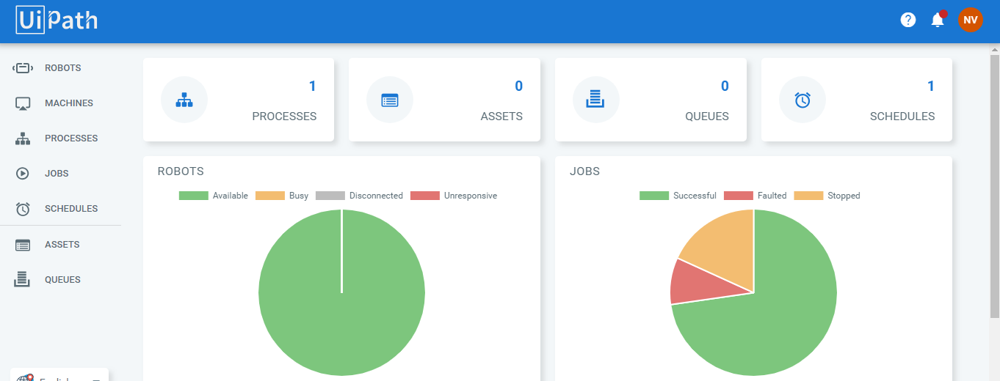 UiPath
? NV
ROBOTS
MACHINES
PROCESSES
JOBS
SCHEDULES
ASSETS
QUEUES
1
PROCESSES
0
ASSETS
0
QUEUES
1
SCHEDULES
ROBOTS
Available Busy Disconnected Unresponsive
JOBS
Successful Faulted Stopped